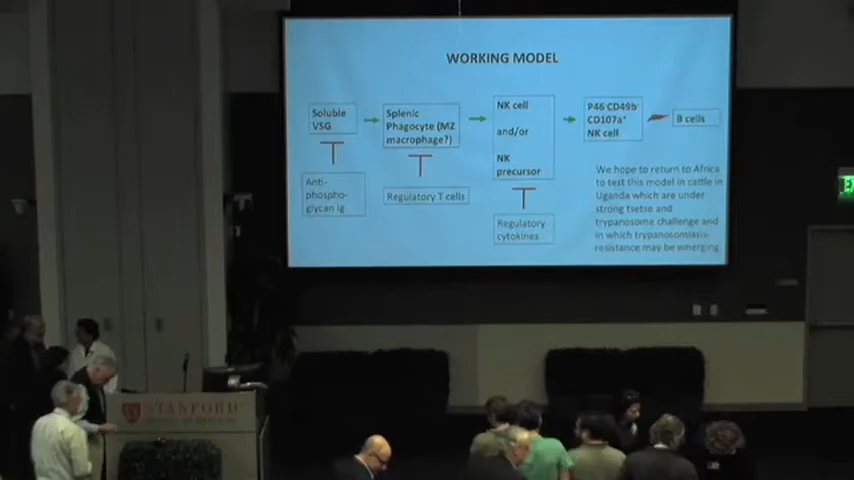 WORKING MODEL
Soluble
VSG
Splenic
Phagocyte (MZ
macrophage?)
NK cell
and/or
NK
precursor
P46⁻CD49b⁻
CD107a⁺
NK cell
B cells
Anti-
phospho-
glycan ig
Regulatory T cells
Regulatory
cytokines
We hope to return to Africa
to test this model in cattle in
Uganda which are under
strong tsetse and
trypanosome challenge and
in which trypanosomiasis-
resistance may be emerging
STANFORD
SCHOOL OF MEDICINE